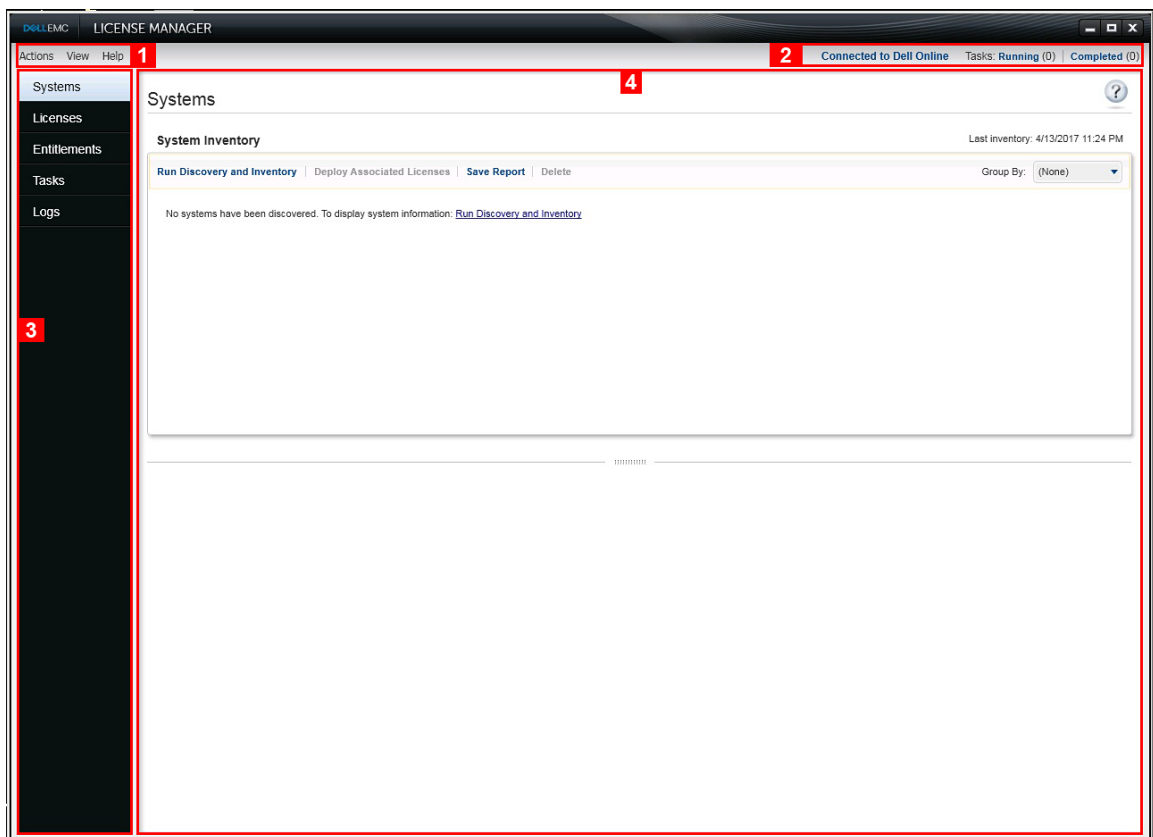 DELLEMC LICENSE MANAGER
Actions View Help 1 2 Connected to Dell Online Tasks: Running (0) Completed (0)
Systems
Licenses
Entitlements
Tasks
Logs
3
4
Systems ?
System Inventory Last inventory: 4/13/2017 11:24 PM
Run Discovery and Inventory Deploy Associated Licenses Save Report Delete Group By: (None)
No systems have been discovered. To display system information: Run Discovery and Inventory